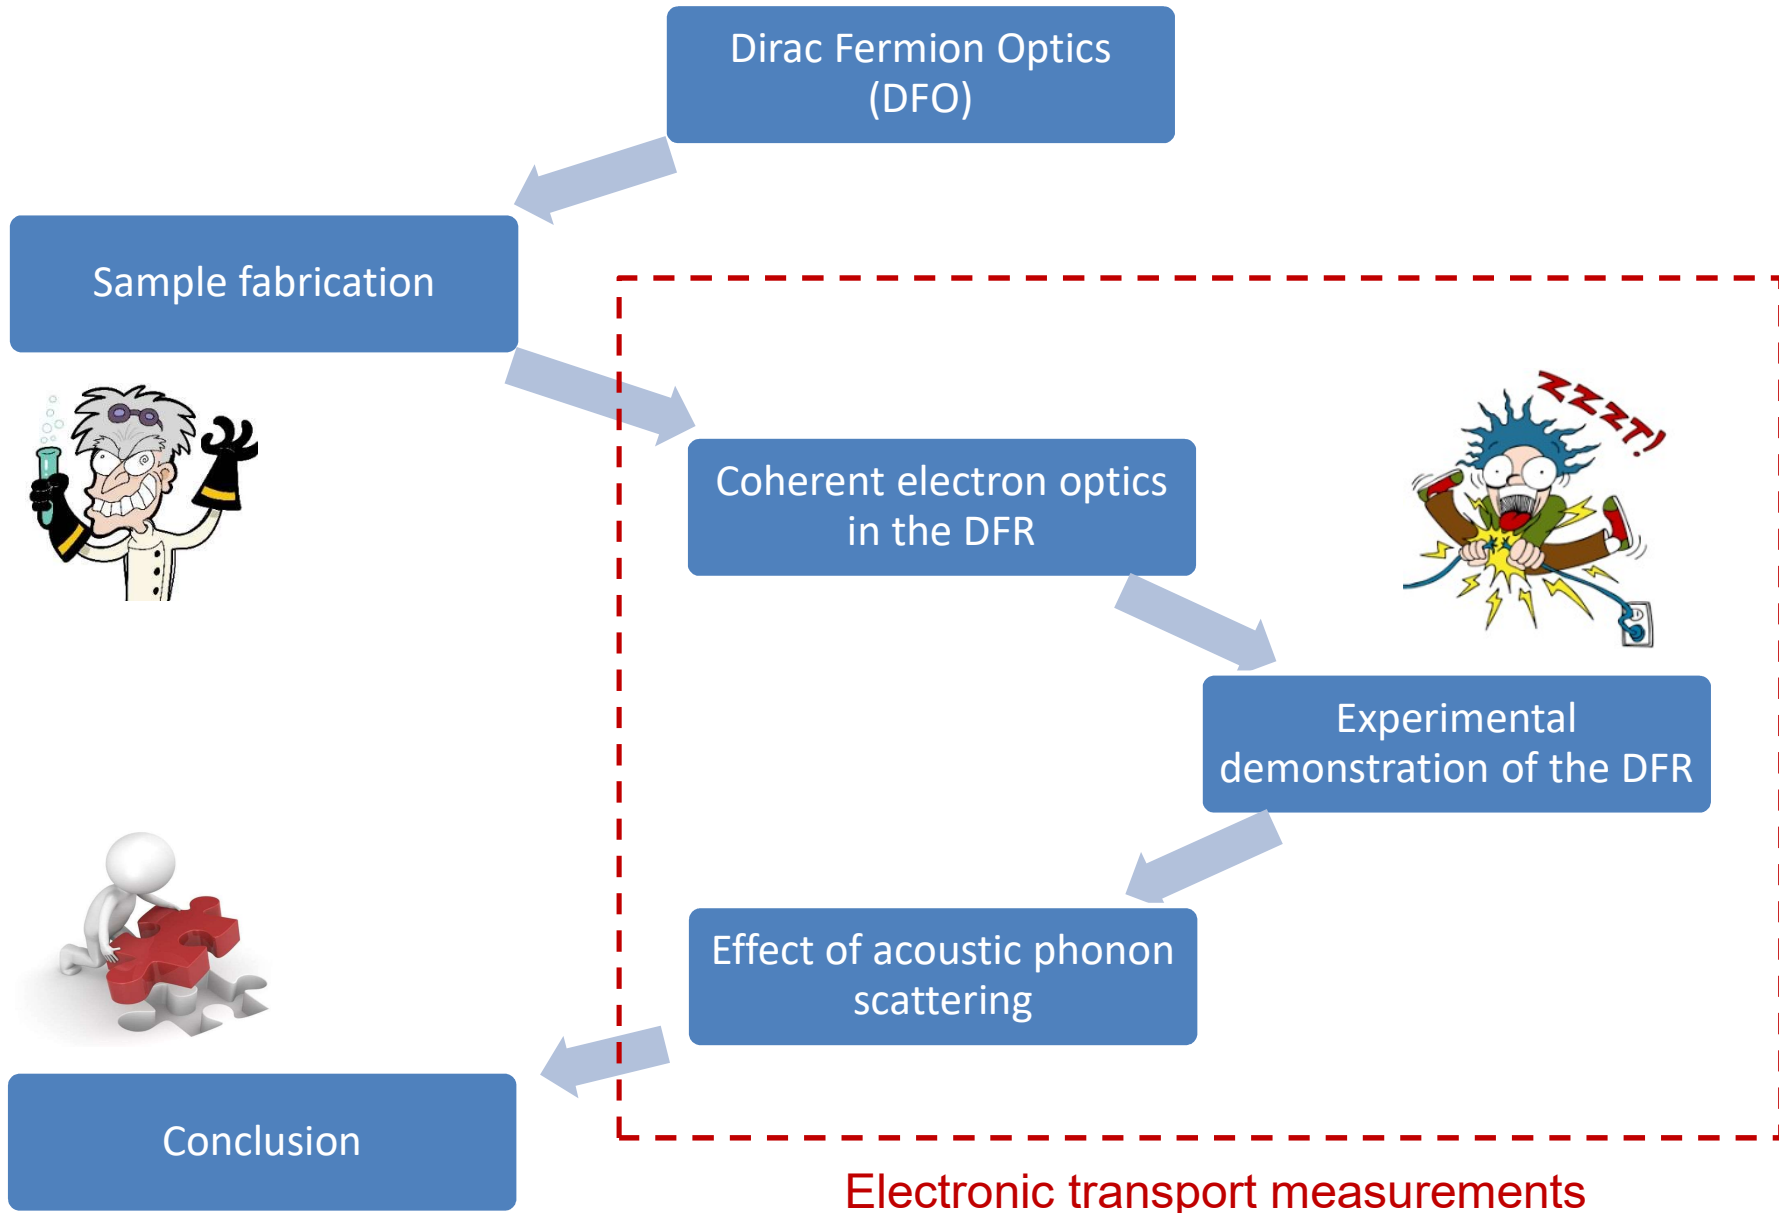 Dirac Fermion Optics
(DFO)
Sample fabrication
ZZZT!
Coherent electron optics
in the DFR
Experimental
demonstration of the DFR
Effect of acoustic phonon
scattering
Conclusion
Electronic transport measurements